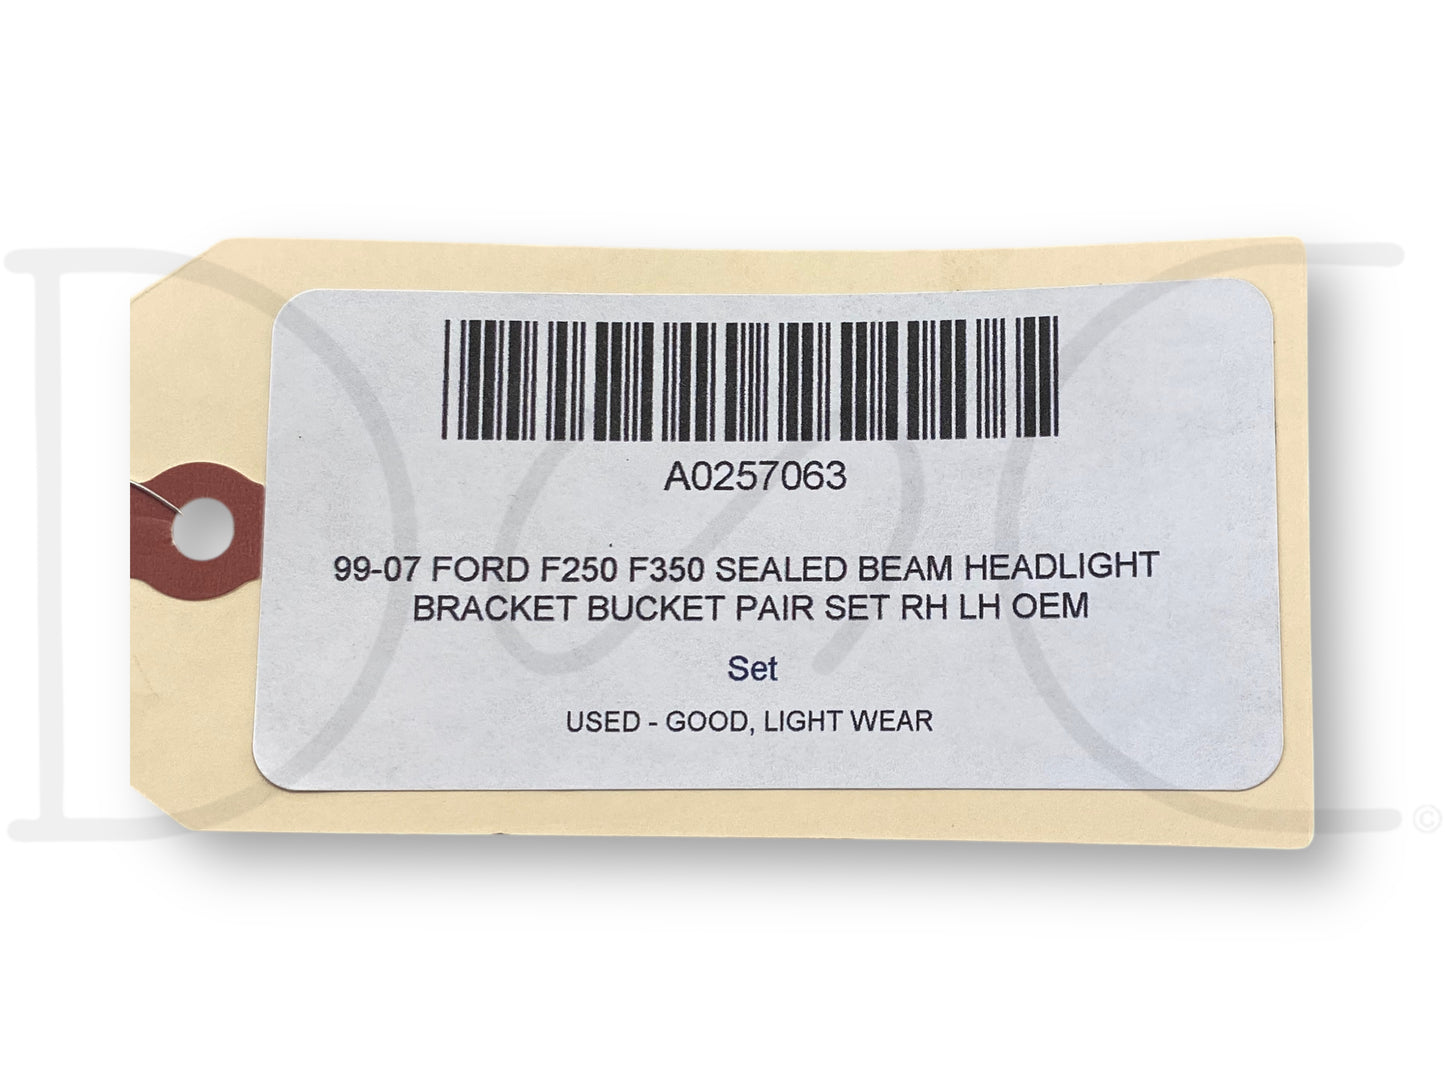 A0257063
99-07 FORD F250 F350 SEALED BEAM HEADLIGHT
BRACKET BUCKET PAIR SET RH LH OEM
Set
USED - GOOD, LIGHT WEAR
©